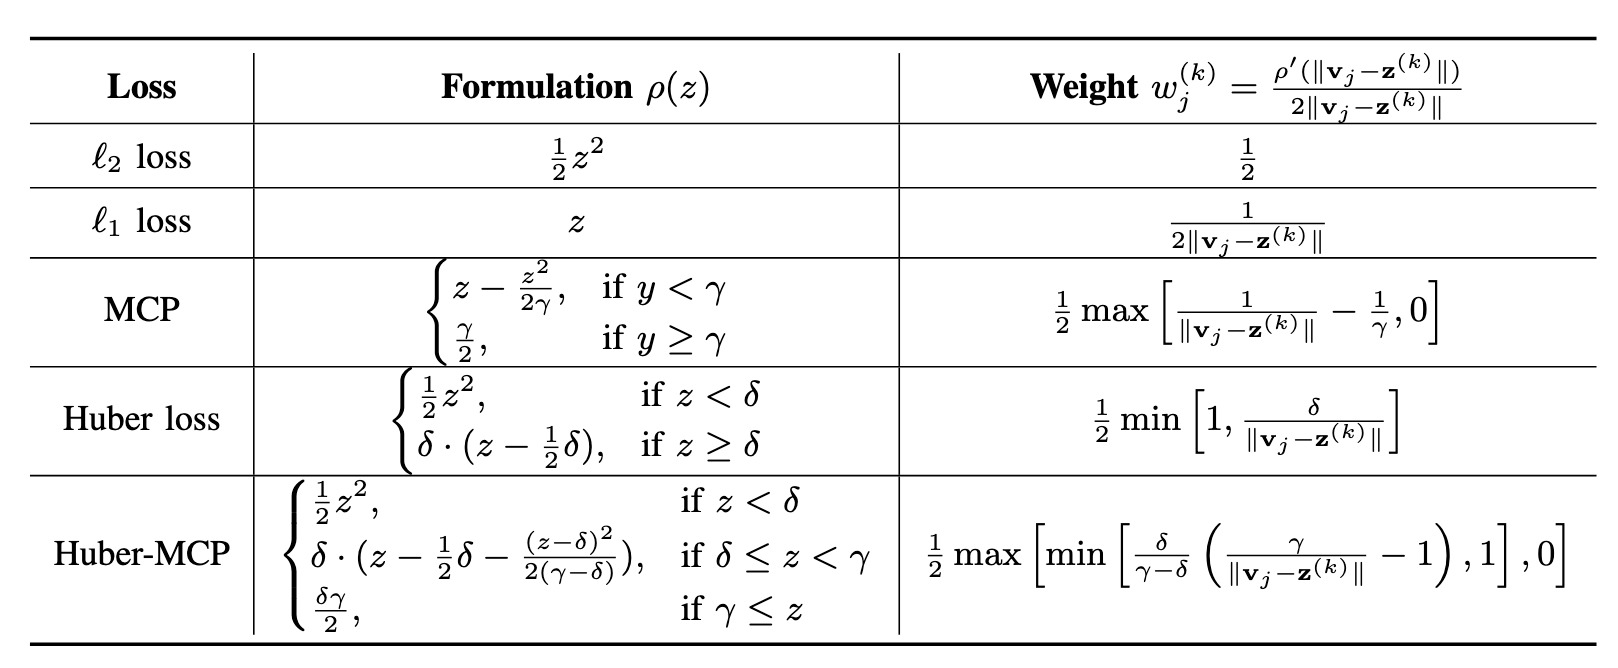 Loss | Formulation $\rho(z)$ | Weight $w_j^{(k)} = \frac{\rho'(\|\mathbf{v}_j - \mathbf{z}^{(k)}\|)}{2\|\mathbf{v}_j - \mathbf{z}^{(k)}\|}$
$\ell_2$ loss | $\frac{1}{2}z^2$ | $\frac{1}{2}$
$\ell_1$ loss | $z$ | $\frac{1}{2\|\mathbf{v}_j - \mathbf{z}^{(k)}\|}$
MCP | $\begin{cases} z - \frac{z^2}{2\gamma}, & \text{if } y < \gamma \\ \frac{\gamma}{2}, & \text{if } y \geq \gamma \end{cases}$ | $\frac{1}{2} \max\left[\frac{1}{\|\mathbf{v}_j - \mathbf{z}^{(k)}\|} - \frac{1}{\gamma}, 0\right]$
Huber loss | $\begin{cases} \frac{1}{2}z^2, & \text{if } z < \delta \\ \delta \cdot (z - \frac{1}{2}\delta), & \text{if } z \geq \delta \end{cases}$ | $\frac{1}{2} \min\left[1, \frac{\delta}{\|\mathbf{v}_j - \mathbf{z}^{(k)}\|}\right]$
Huber-MCP | $\begin{cases} \frac{1}{2}z^2, & \text{if } z < \delta \\ \delta \cdot (z - \frac{1}{2}\delta - \frac{(z-\delta)^2}{2(\gamma-\delta)}), & \text{if } \delta \leq z < \gamma \\ \frac{\delta\gamma}{2}, & \text{if } \gamma \leq z \end{cases}$ | $\frac{1}{2} \max\left[\min\left[\frac{\delta}{\gamma-\delta}\left(\frac{\gamma}{\|\mathbf{v}_j - \mathbf{z}^{(k)}\|} - 1\right), 1\right], 0\right]$